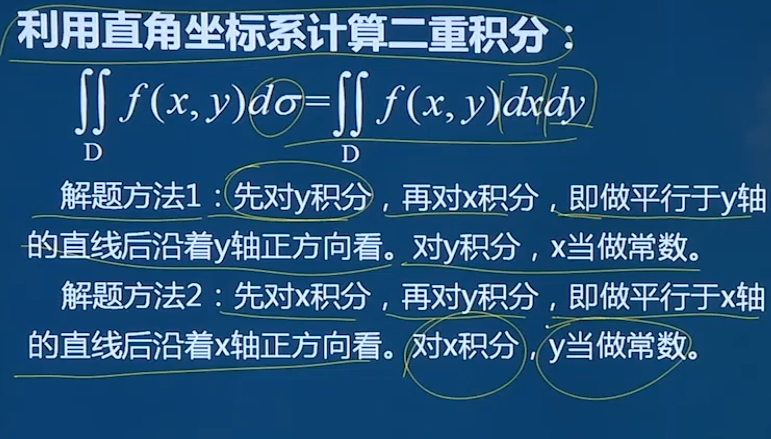 利用直角坐标系计算二重积分：
∬ f(x, y)dσ=∬ f(x, y)dxdy
D D
解题方法1：先对y积分，再对x积分，即做平行于y轴
的直线后沿着y轴正方向看。对y积分，x当做常数。
解题方法2：先对x积分，再对y积分，即做平行于x轴
的直线后沿着x轴正方向看。对x积分，y当做常数。